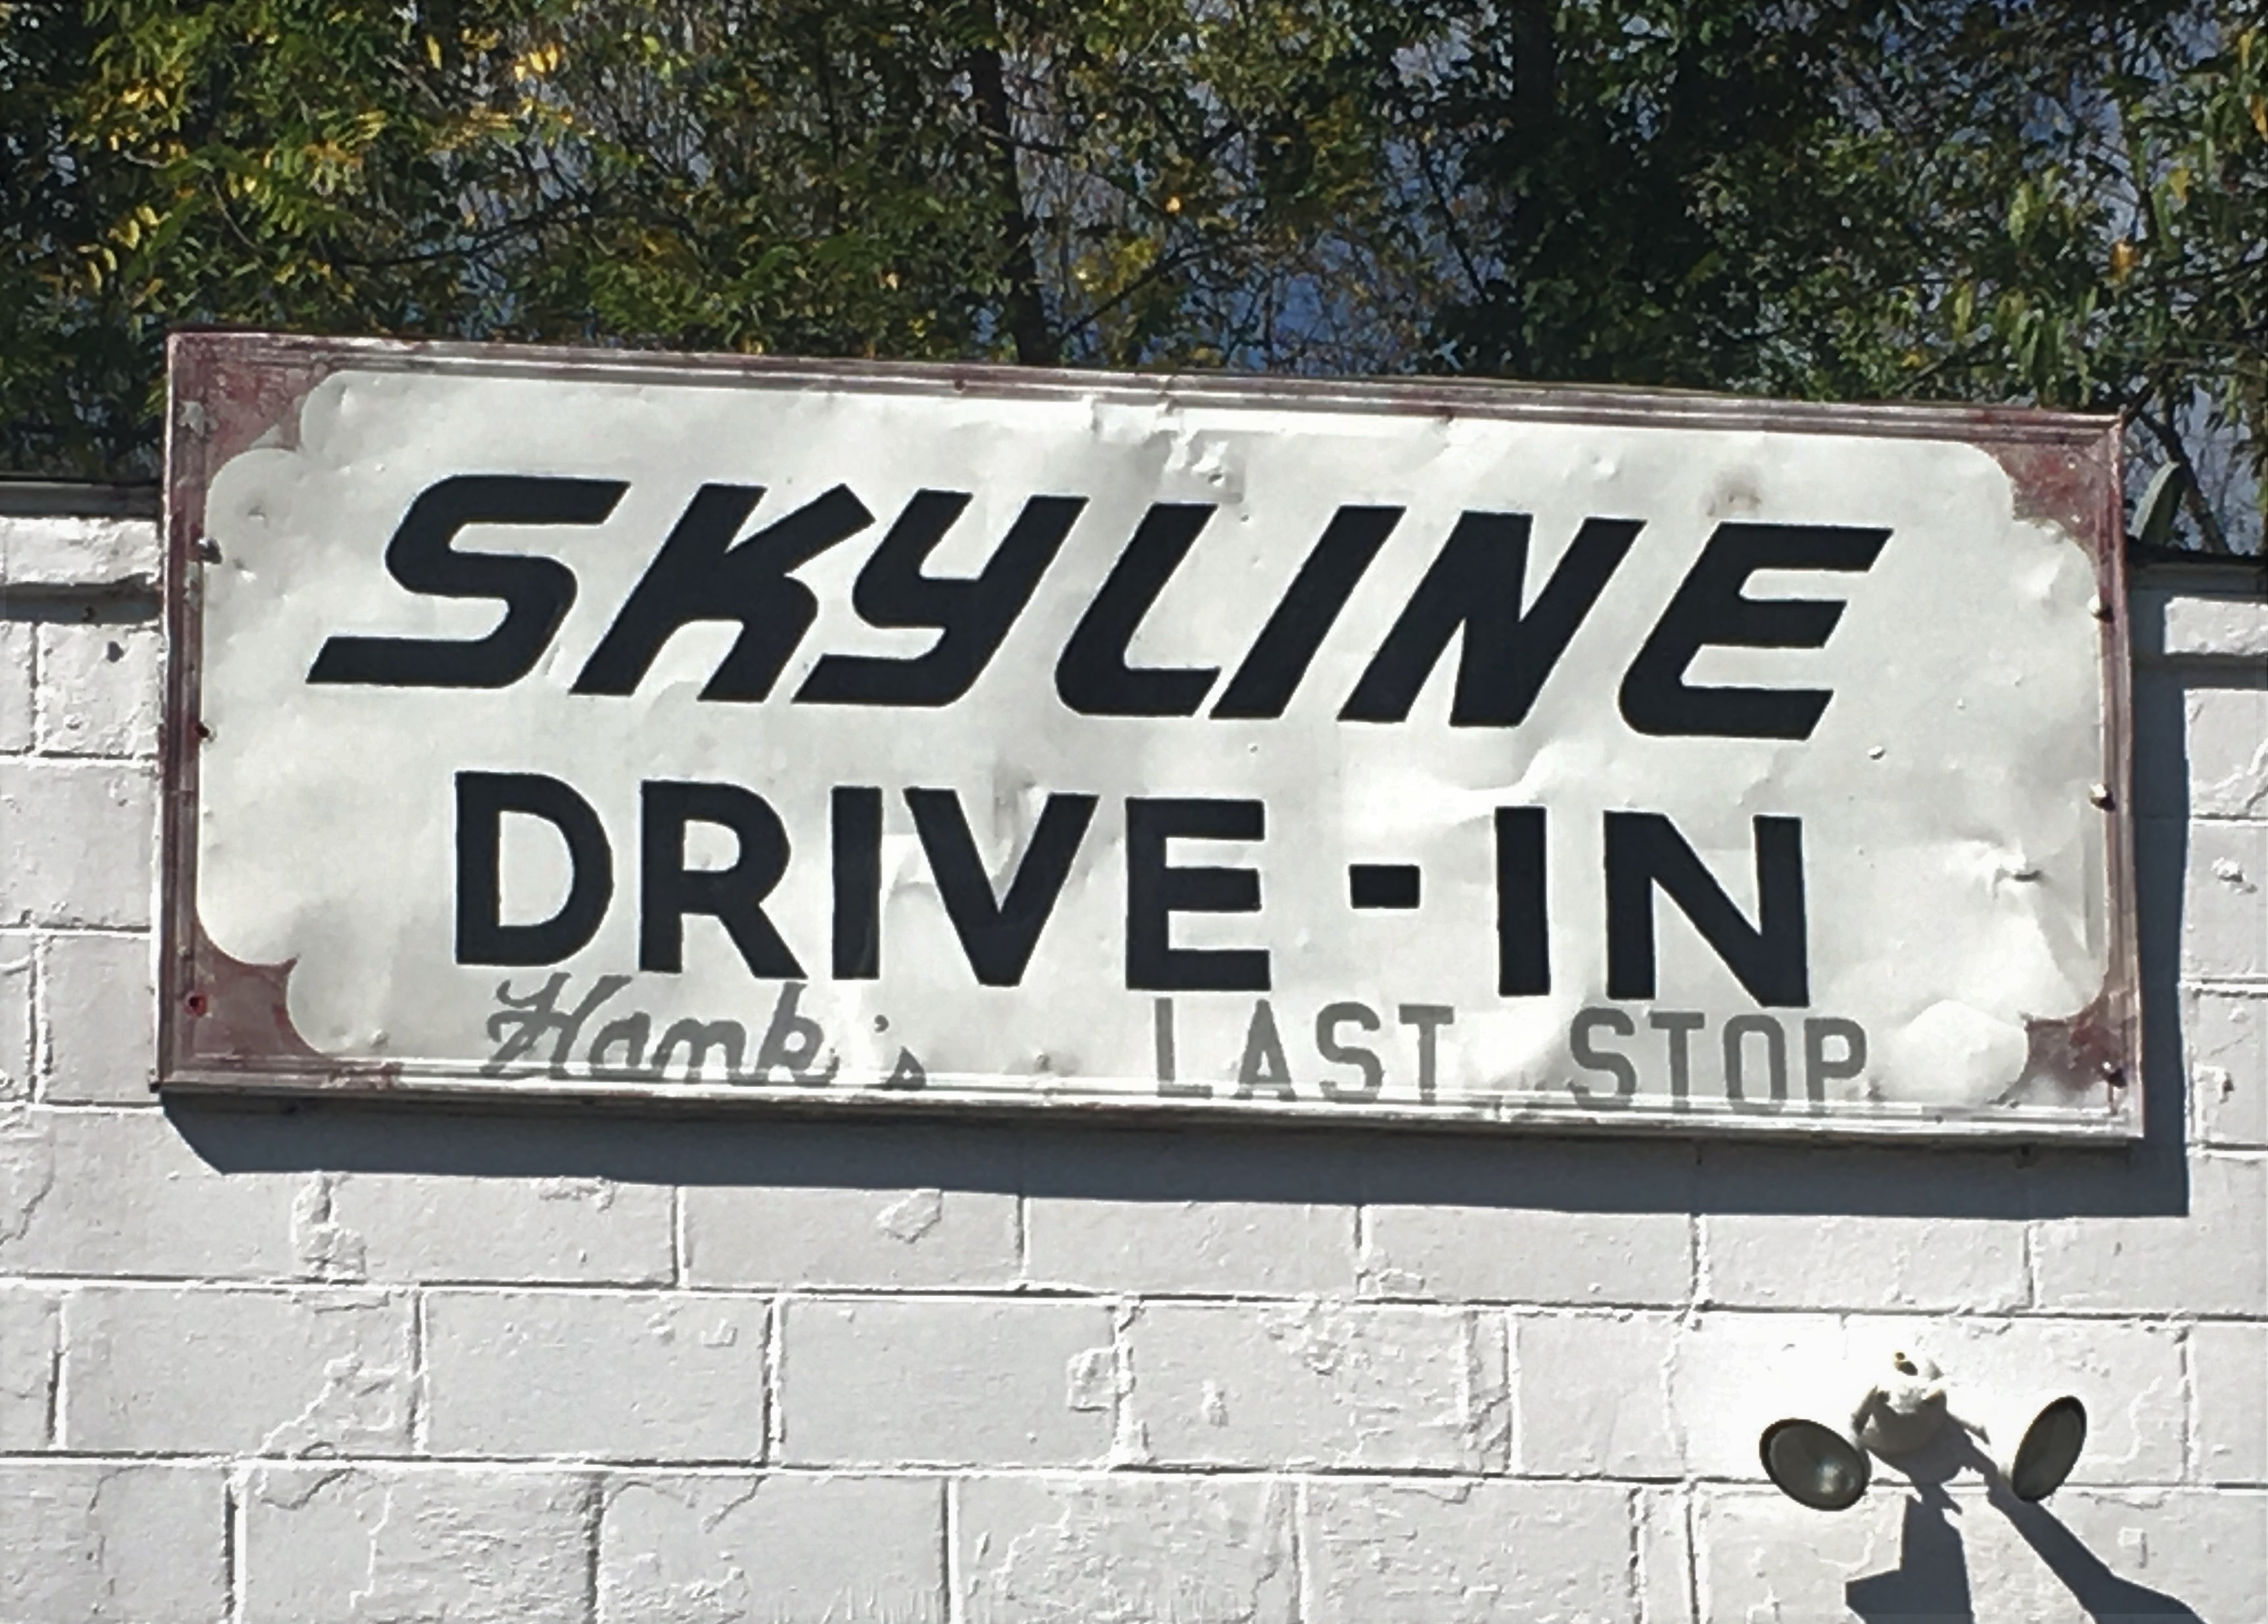 SKYLINE
DRIVE-IN
Hank's LAST STOP